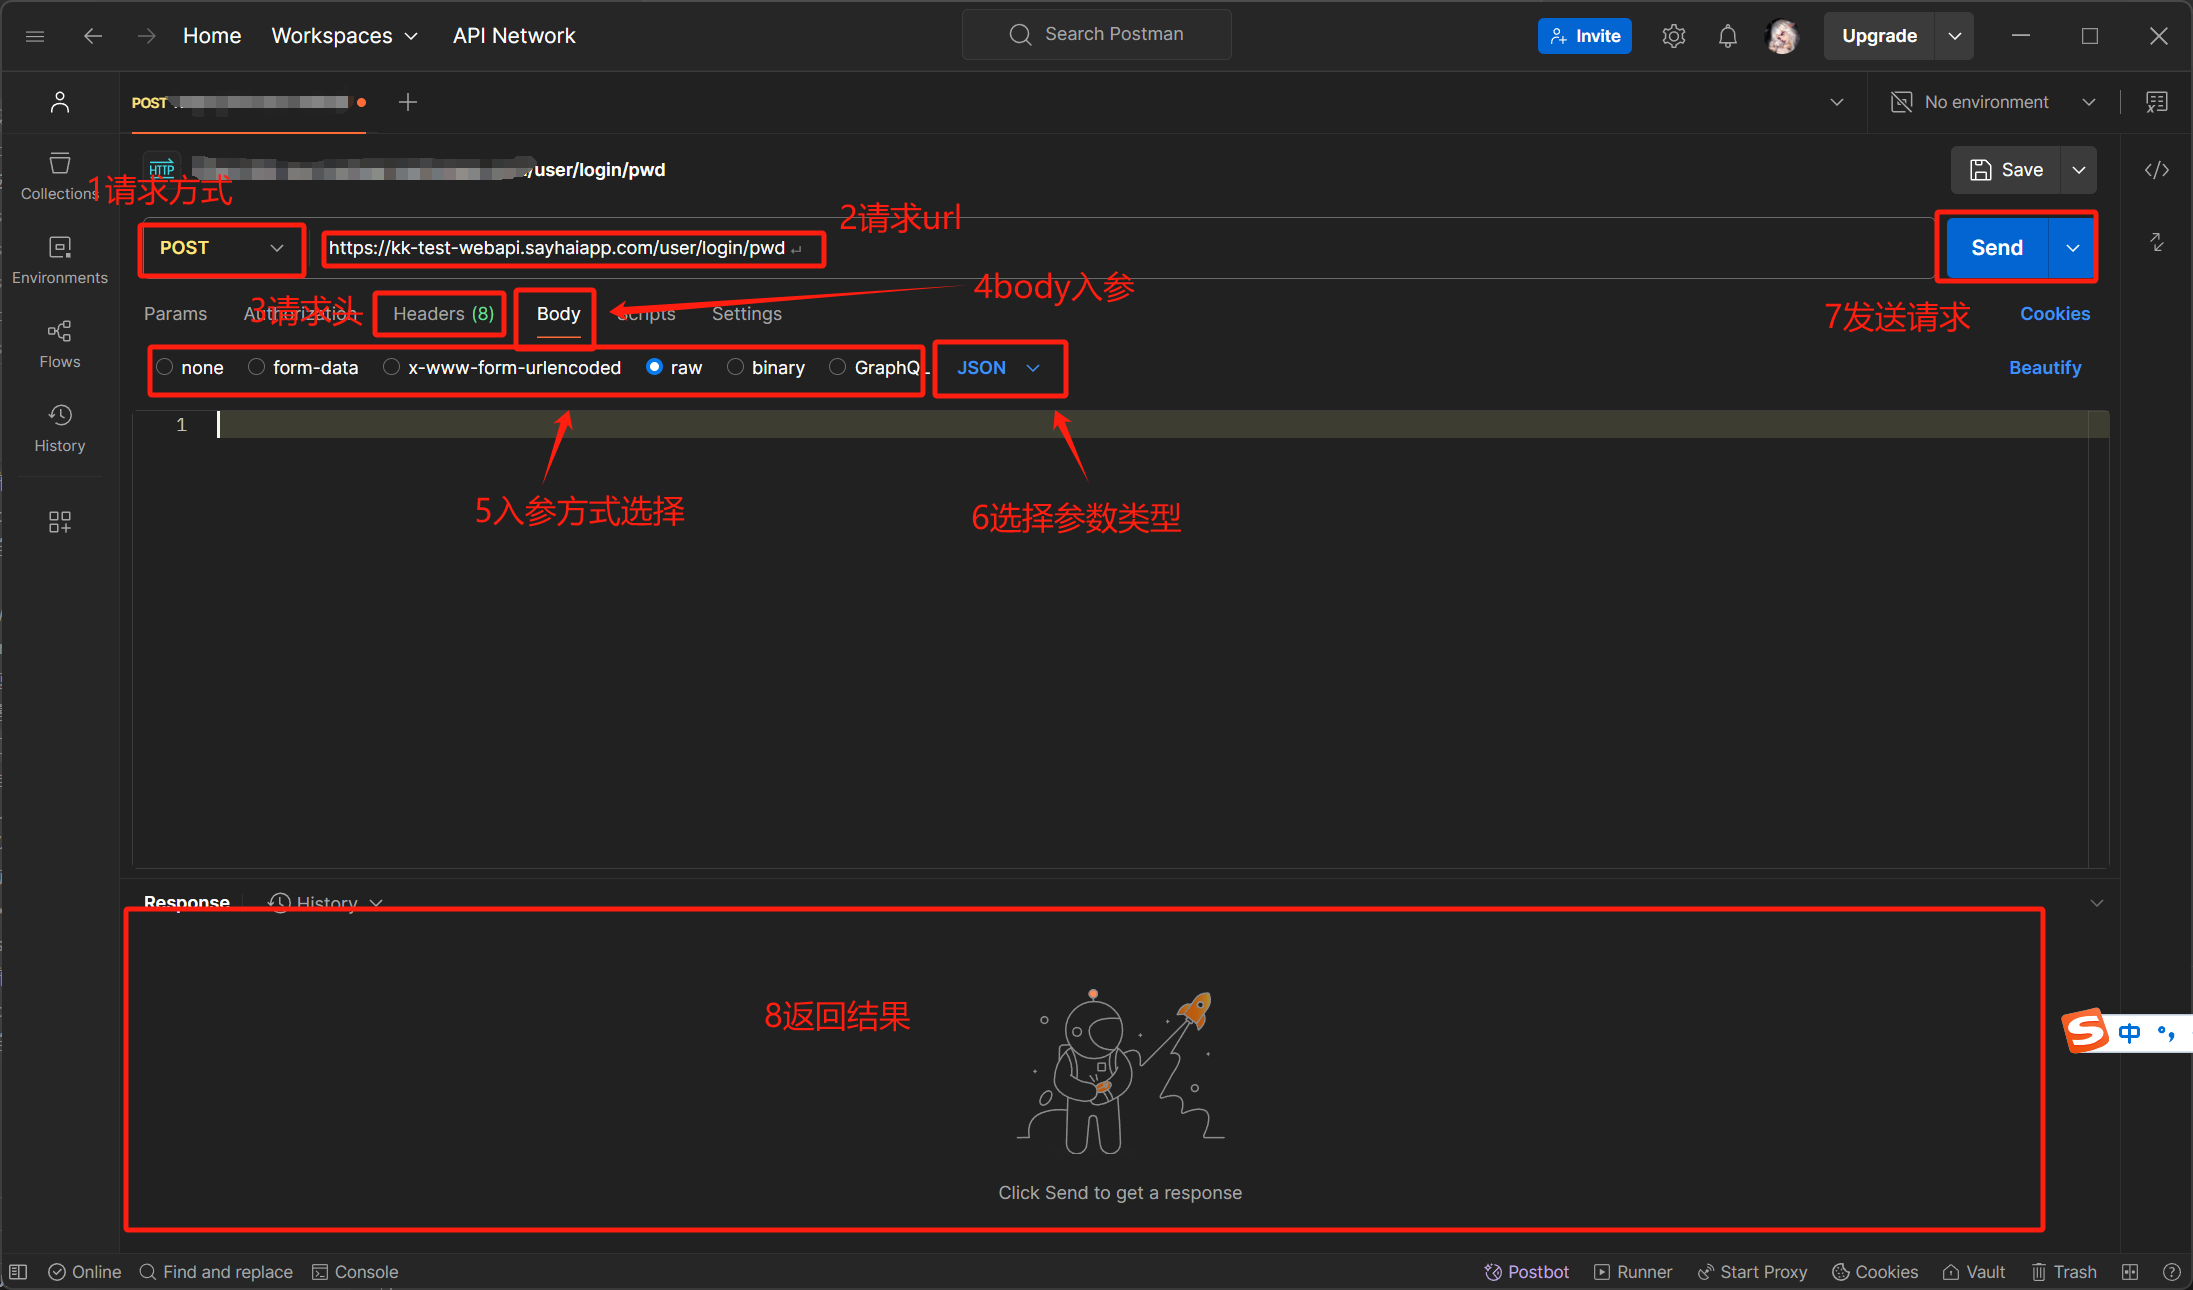 Home Workspaces API Network Search Postman Invite Upgrade
POST No environment
HTTP /user/login/pwd Save
Collections
1请求方式
2请求url
POST https://kk-test-webapi.sayhaiapp.com/user/login/pwd Send
Environments
4body入参
Params Authorization Headers (8) Body Scripts Settings Cookies
3请求头
7发送请求
Flows
none form-data x-www-form-urlencoded raw binary GraphQL JSON Beautify
1
History
5入参方式选择
6选择参数类型
Response History
8返回结果
中
Click Send to get a response
Online Find and replace Console Postbot Runner Start Proxy Cookies Vault Trash